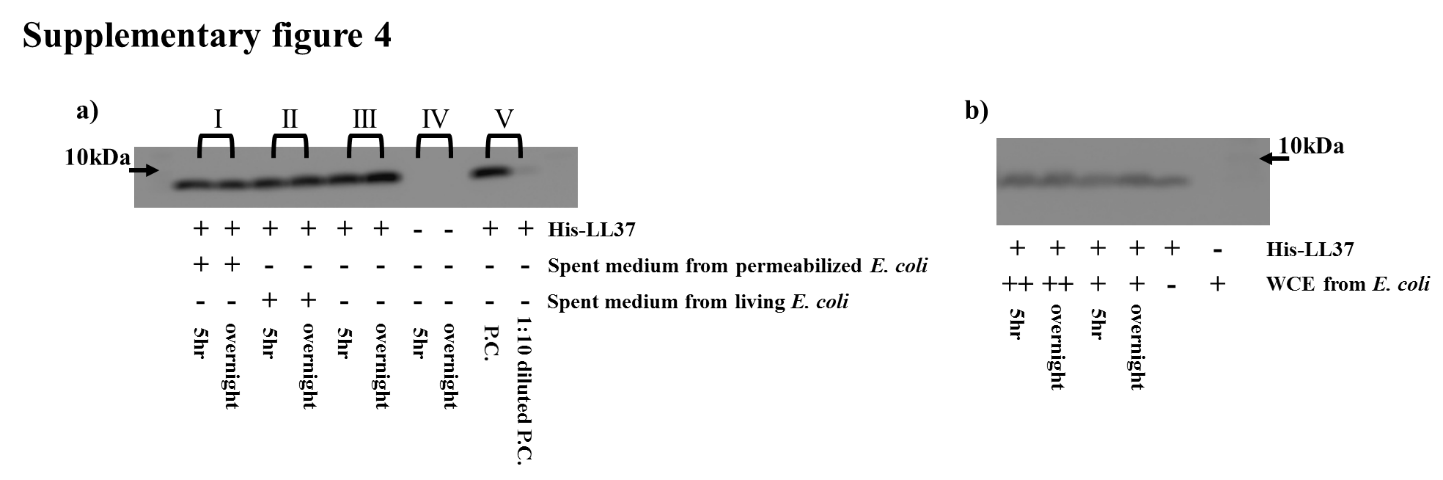 Supplementary figure 4
a)
I II III IV V
10kDa
+ + + + + + - - + + His-LL37
+ + - - - - - - - - Spent medium from permeabilized E. coli
- - + + - - - - - - Spent medium from living E. coli
5hr overnight 5hr overnight 5hr overnight 5hr overnight P.C. 1:10 diluted P.C.
b)
10kDa
+ + + + + - His-LL37
++ ++ + + - + WCE from E. coli
5hr overnight 5hr overnight